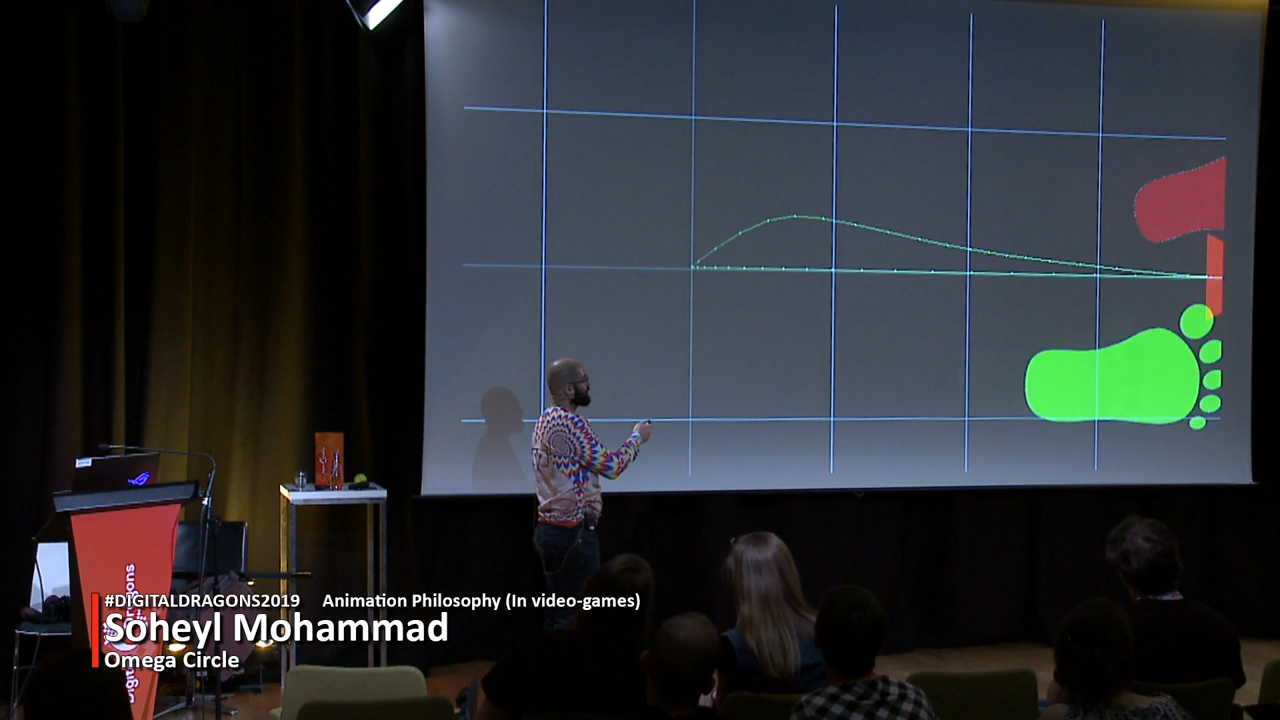 #DIGITALDRAGONS2019 Animation Philosophy (In video-games)
Soheyl Mohammad
Omega Circle